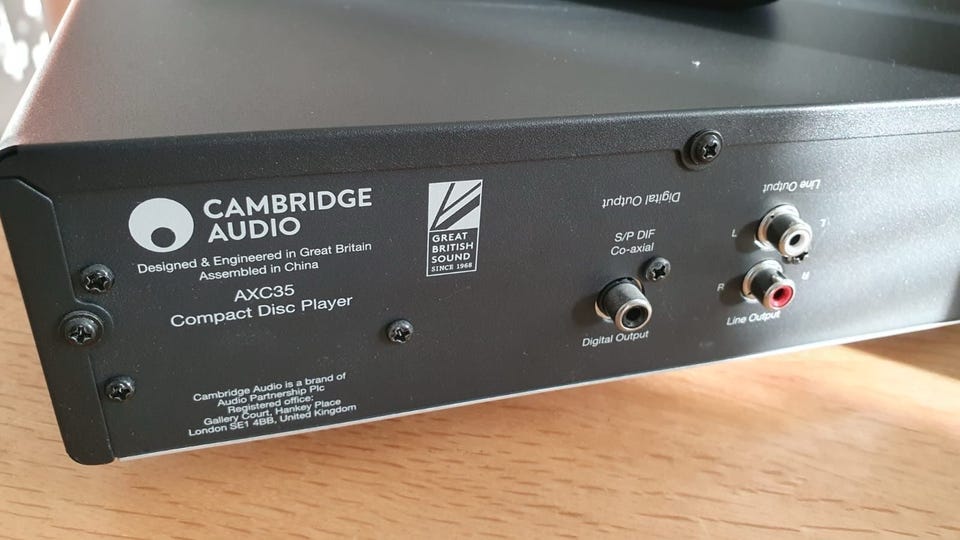 CAMBRIDGE
AUDIO
Designed & Engineered in Great Britain
Assembled in China
AXC35
Compact Disc Player
GREAT
BRITISH
SOUND
SINCE 1968
Cambridge Audio is a brand of
Audio Partnership Plc
Registered office:
Gallery Court, Hankey Place
London SE1 4BB, United Kingdom
Digital Output
S/P DIF
Co-axial
Digital Output
Line Output
L
L
R
R
Line Output